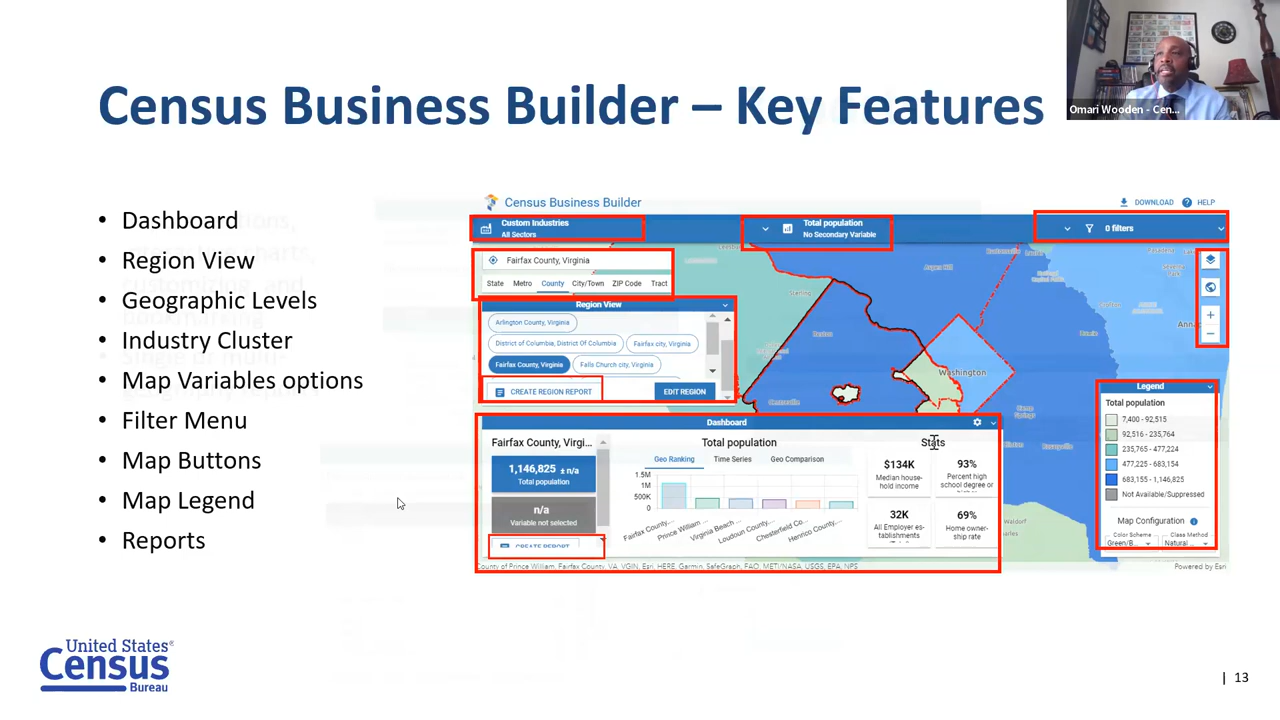 Census Business Builder – Key Features
Omari Wooden - Cen...
• Dashboard
• Region View
• Geographic Levels
• Industry Cluster
• Map Variables options
• Filter Menu
• Map Buttons
• Map Legend
• Reports
Census Business Builder
DOWNLOAD
HELP
Custom Industries
All Sectors
Total population
No Secondary Variable
0 filters
Fairfax County, Virginia
State Metro County City/Town ZIP Code Tract
Region View
Arlington County, Virginia
District of Columbia, District Of Columbia
Fairfax city, Virginia
Fairfax County, Virginia
Falls Church city, Virginia
CREATE REGION REPORT
EDIT REGION
Sterling
Reston
Washington
Annap
Waldorf
Legend
Total population
7,400 - 92,515
92,516 - 235,764
235,765 - 477,224
477,225 - 683,154
683,155 - 1,146,825
Not Available/Suppressed
Map Configuration
Color Scheme
Green/B...
Class Method
Natural ...
Dashboard
Fairfax County, Virgi...
1,146,825 ± n/a
Total population
n/a
Variable not selected
CREATE REPORT
Total population
Geo Ranking Time Series Geo Comparison
1.5M
1M
500K
0
Fairfax County...
Prince William ...
Virginia Beach ...
Loudoun County...
Chesterfield Co...
Henrico County...
Stats
$134K
Median house-
hold income
93%
Percent high
school degree or
32K
All Employer es-
tablishments
69%
Home owner-
ship rate
County of Prince William, Fairfax County, VA, VGIN, Esri, HERE, Garmin, SafeGraph, FAO, METI/NASA, USGS, EPA, NPS
Powered by Esri
United States®
Census
Bureau
| 13